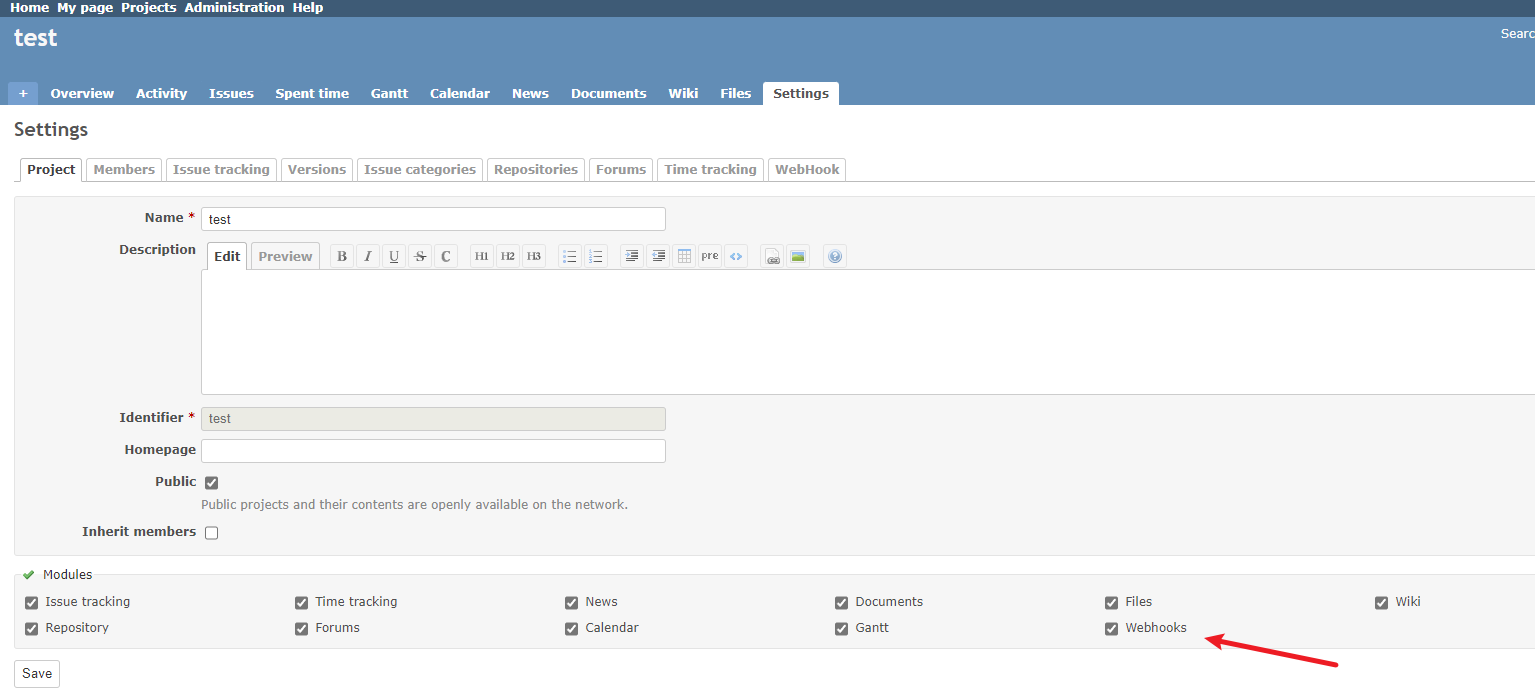 Home My page Projects Administration Help
test
Searc
+ Overview Activity Issues Spent time Gantt Calendar News Documents Wiki Files Settings
Settings
Project Members Issue tracking Versions Issue categories Repositories Forums Time tracking WebHook
Name * test
Description Edit Preview B I U S C H1 H2 H3 pre <> ?
Identifier * test
Homepage
Public
Public projects and their contents are openly available on the network.
Inherit members
Modules
Issue tracking Time tracking News Documents Files Wiki
Repository Forums Calendar Gantt Webhooks
Save